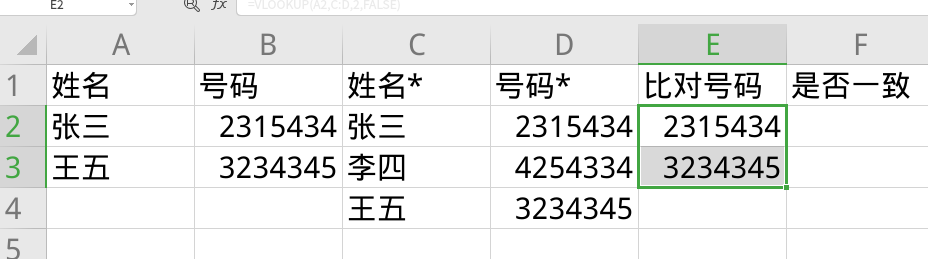 E2 fx =VLOOKUP(A2,C:D,2,FALSE)
A B C D E F
1 姓名 号码 姓名* 号码* 比对号码 是否一致
2 张三 2315434 张三 2315434 2315434
3 王五 3234345 李四 4254334 3234345
4 王五 3234345
5